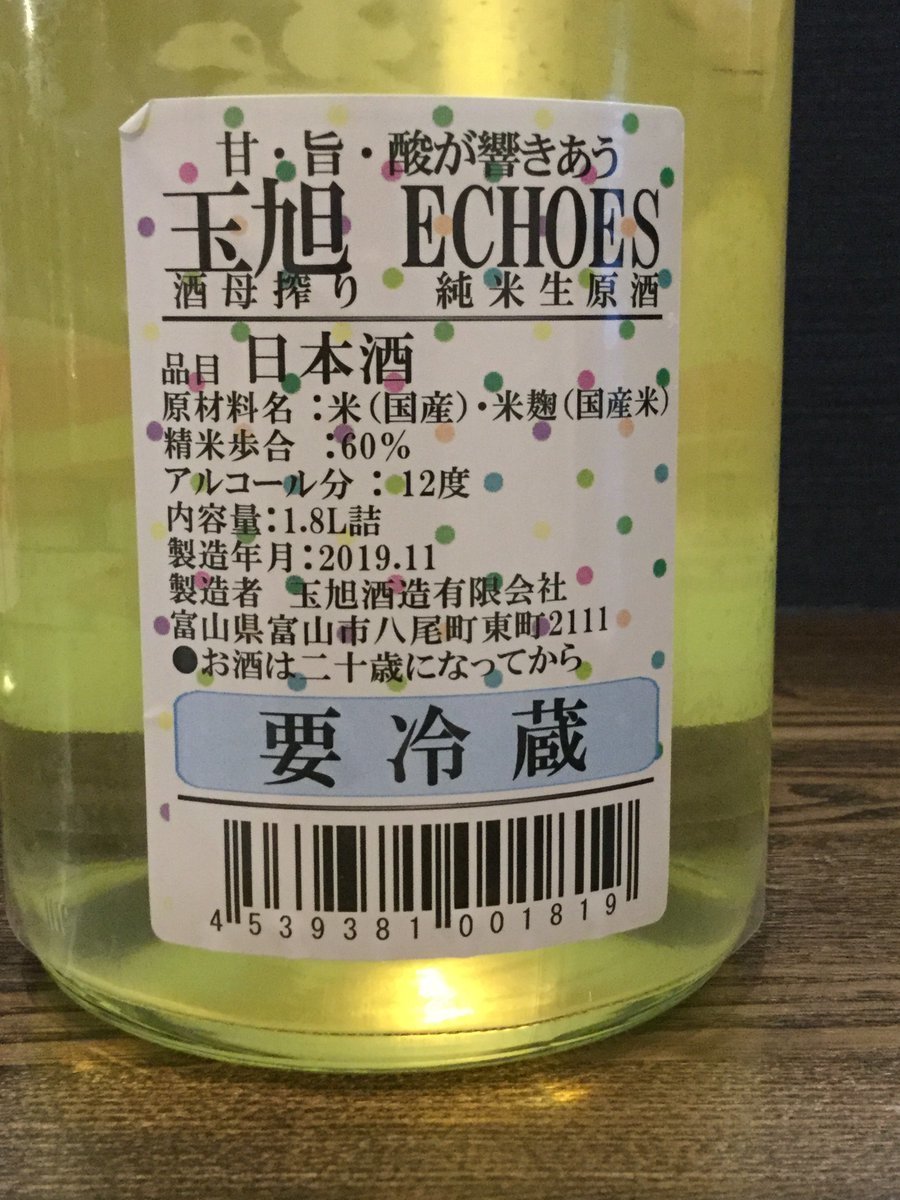 甘・旨・酸が響きあう
玉旭 ECHOES
酒母搾り 純米生原酒
品目 日本酒
原材料名：米(国産)・米麹(国産米)
精米歩合 ：60%
アルコール分 ：12度
内容量：1.8L詰
製造年月：2019.11
製造者 玉旭酒造有限会社
富山県富山市八尾町東町2111
●お酒は二十歳になってから
要冷蔵
4 539381 001819